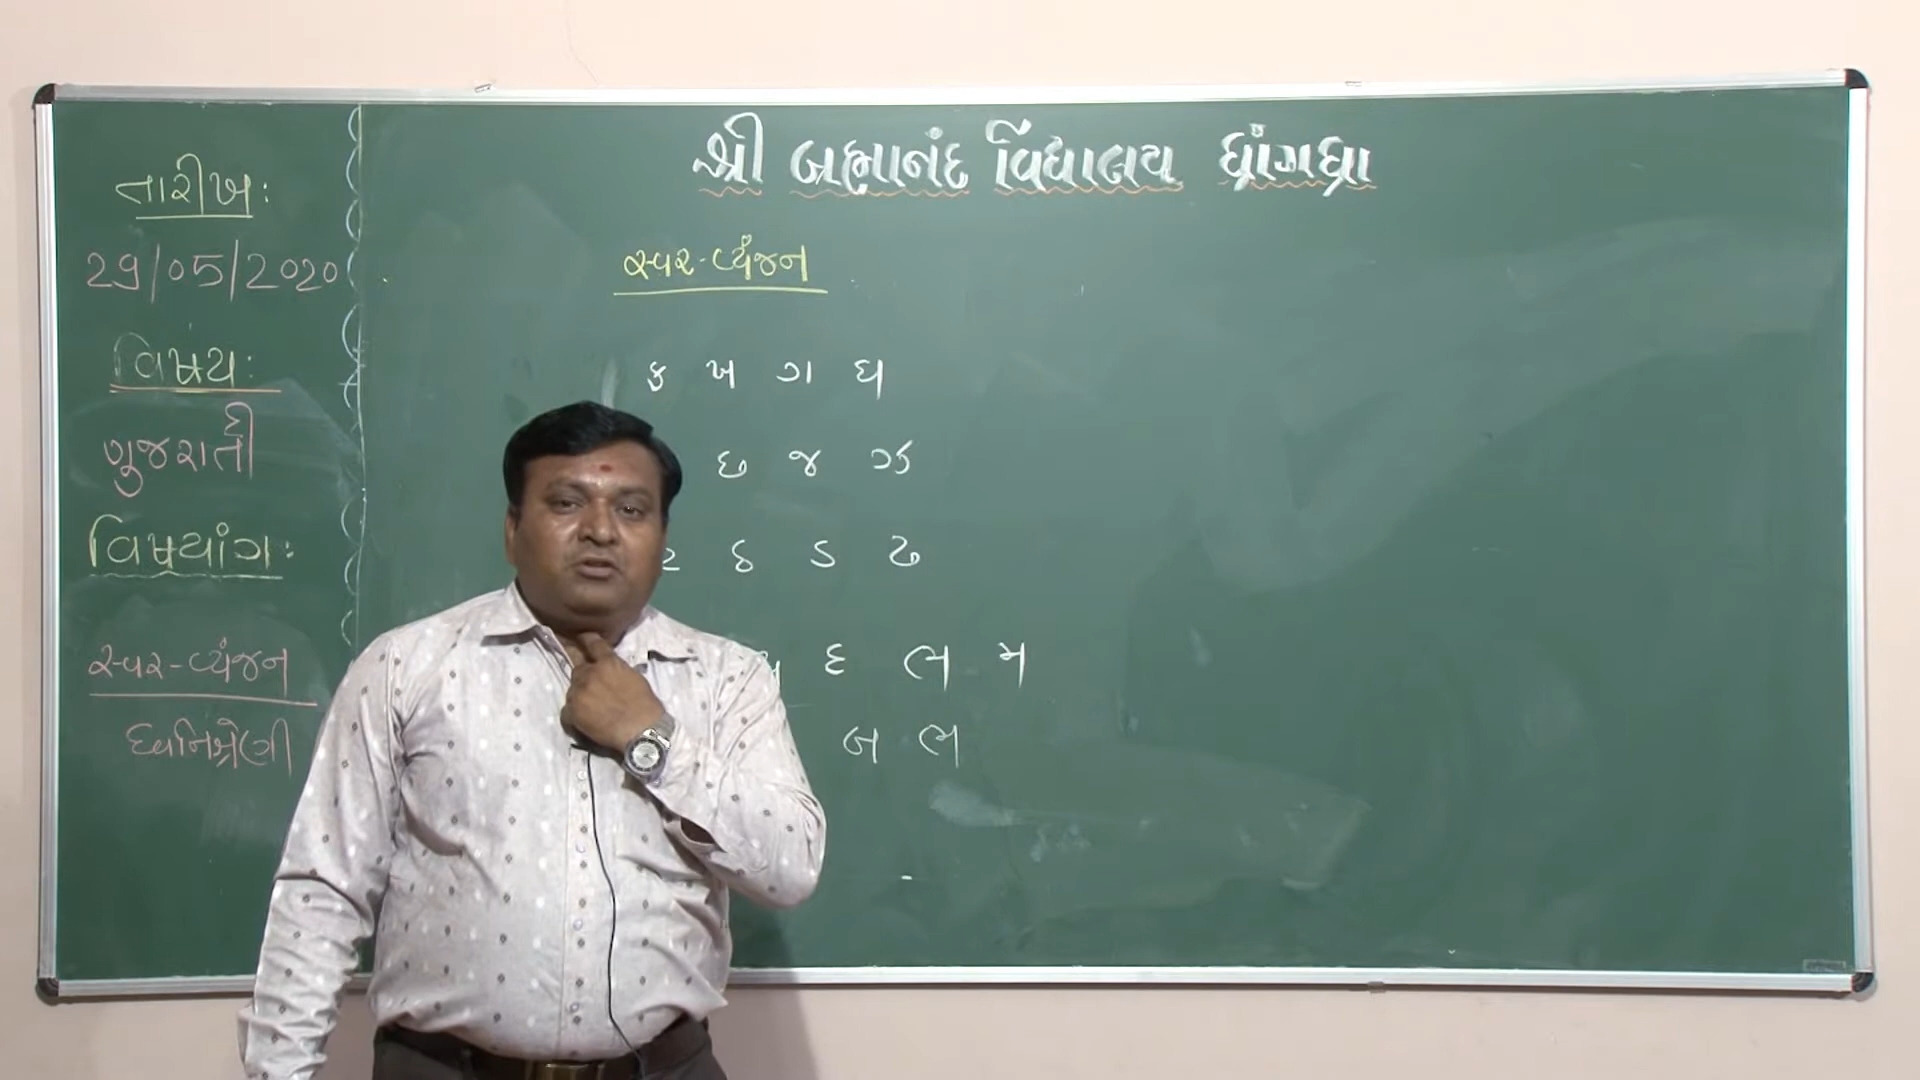 શ્રી બ્રહ્માનંદ વિદ્યાલય ધ્રાંગધ્રા
તારીખ:
29/05/2020
વિષય:
ગુજરાતી
વિષયાંગ:
સ્વર-વ્યંજન
ધ્વનિશ્રેણી
સ્વર-વ્યંજન
ક ખ ગ ઘ
છ જ ઝ
ટ ઠ ડ ઢ
દ ભ મ
બ ભ